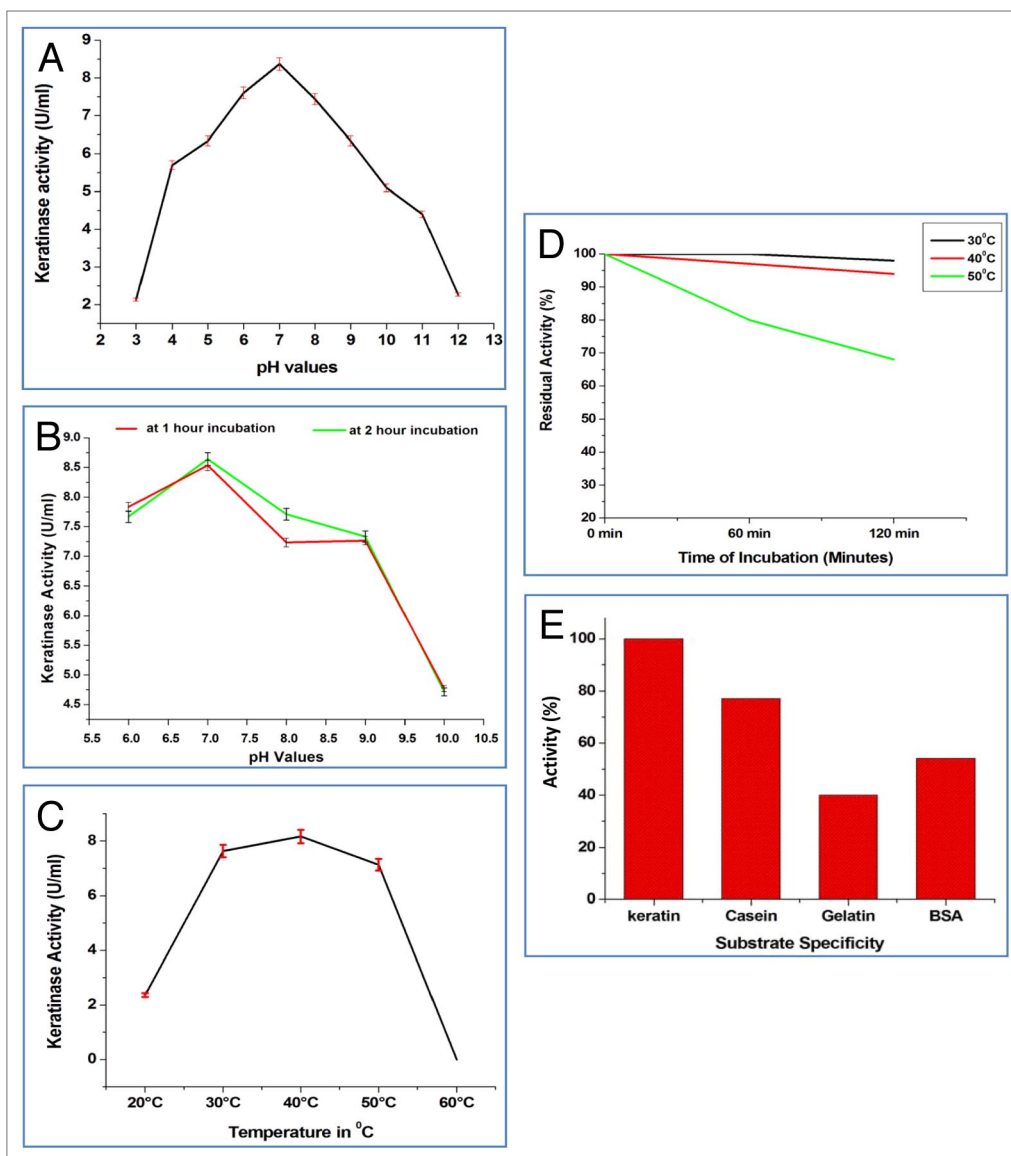 A
Keratinase activity (U/ml)
9
8
7
6
5
4
3
2
2 3 4 5 6 7 8 9 10 11 12 13
pH values
B
at 1 hour incubation at 2 hour incubation
Keratinase Activity (U/ml)
9.0
8.5
8.0
7.5
7.0
6.5
6.0
5.5
5.0
4.5
5.5 6.0 6.5 7.0 7.5 8.0 8.5 9.0 9.5 10.0 10.5
pH Values
C
Keratinase Activity (U/ml)
8
6
4
2
0
20°C 30°C 40°C 50°C 60°C
Temperature in ⁰C
D
30⁰C
40⁰C
50⁰C
Residual Activity (%)
100
90
80
70
60
50
40
30
20
0 min 60 min 120 min
Time of Incubation (Minutes)
E
Activity (%)
100
80
60
40
20
0
keratin Casein Gelatin BSA
Substrate Specificity